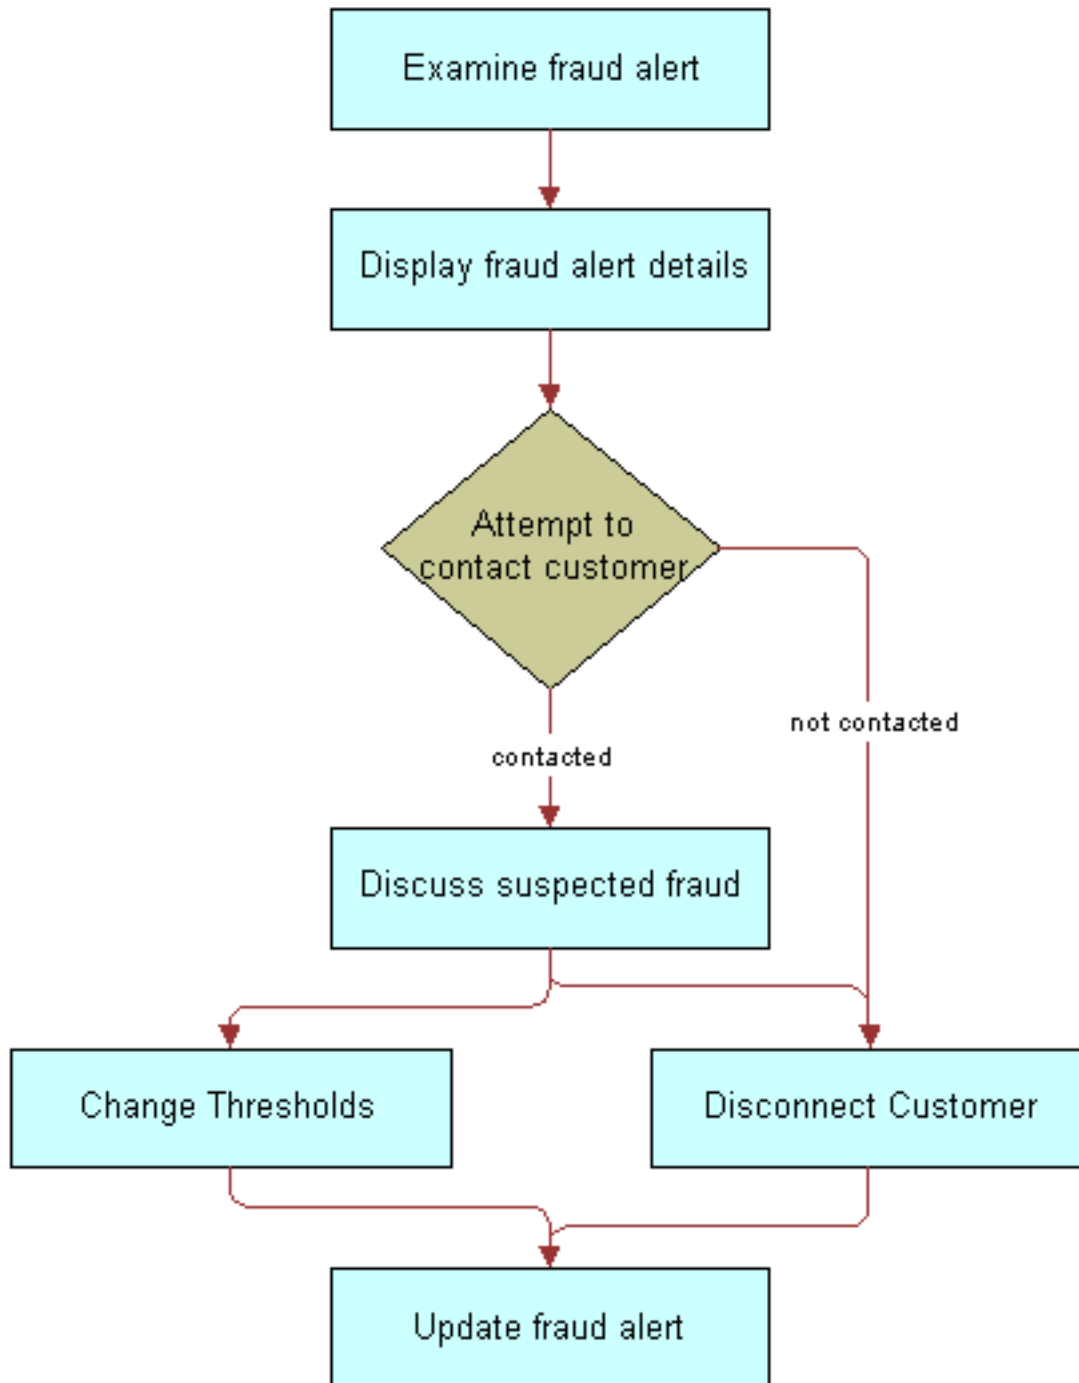 Examine fraud alert
Display fraud alert details
Attempt to
contact customer
not contacted
contacted
Discuss suspected fraud
Change Thresholds
Disconnect Customer
Update fraud alert